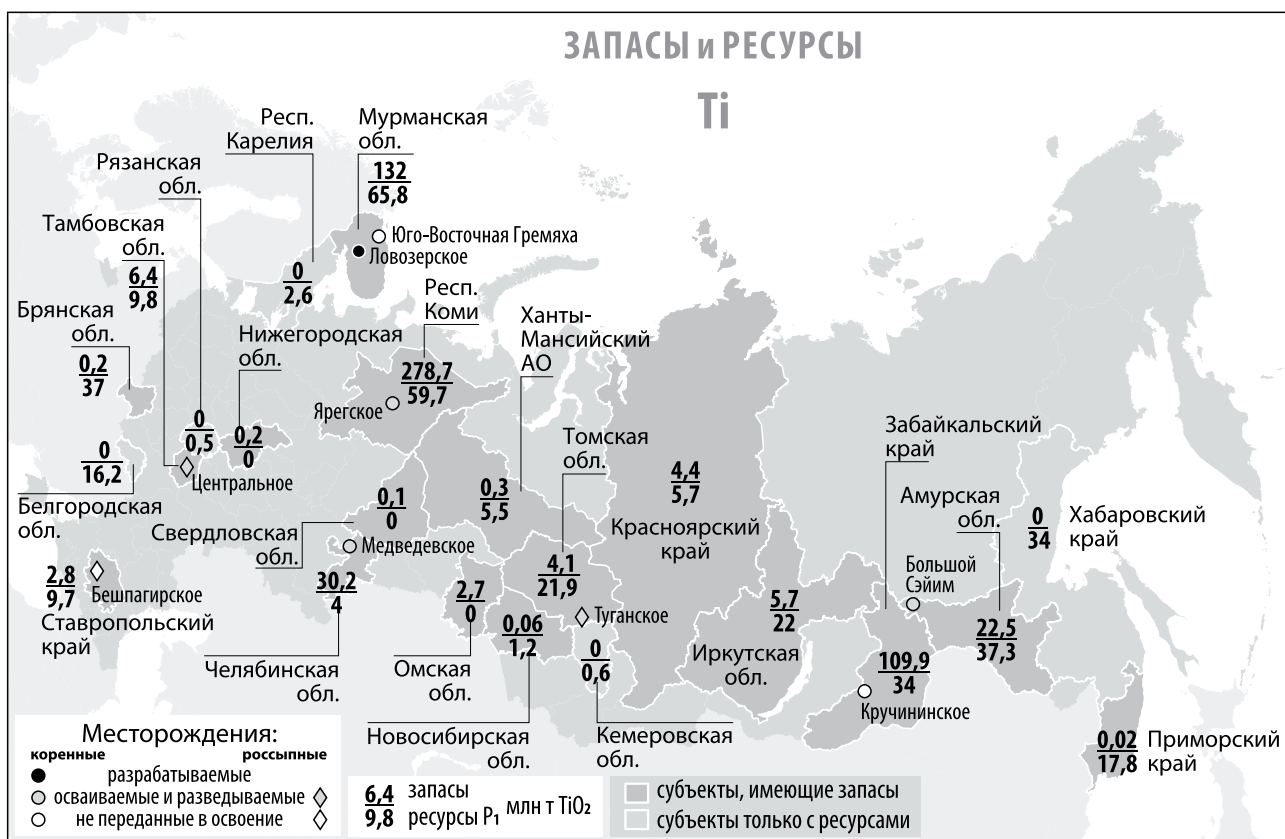 ЗАПАСЫ и РЕСУРСЫ
Ti
Респ.
Карелия
0
2,6
Мурманская
обл.
132
65,8
Юго-Восточная Гремяха
Ловозерское
Рязанская
обл.
0
0,5
Тамбовская
обл.
6,4
9,8
Центральное
Брянская
обл.
0,2
37
Нижегородская
обл.
0,2
0
Респ.
Коми
278,7
59,7
Ярегское
Ханты-
Мансийский
АО
0,3
5,5
Белгородская
обл.
0
16,2
Свердловская
обл.
0,1
0
Медведевское
Томская
обл.
4,1
21,9
Туганское
4,4
5,7
Красноярский
край
Забайкальский
край
109,9
34
Кручининское
Амурская
обл.
22,5
37,3
Большой
Сэйим
0
34
Хабаровский
край
2,8
9,7
Бешпагирское
Ставропольский
край
30,2
4
Челябинская
обл.
2,7
0
Омская
обл.
0,06
1,2
Новосибирская
обл.
0
0,6
Кемеровская
обл.
5,7
22
Иркутская
обл.
0,02
17,8
Приморский
край
Месторождения:
коренные россыпные
разрабатываемые
осваиваемые и разведываемые
не переданные в освоение
6,4 запасы
9,8 ресурсы P₁ млн т TiO₂
субъекты, имеющие запасы
субъекты только с ресурсами